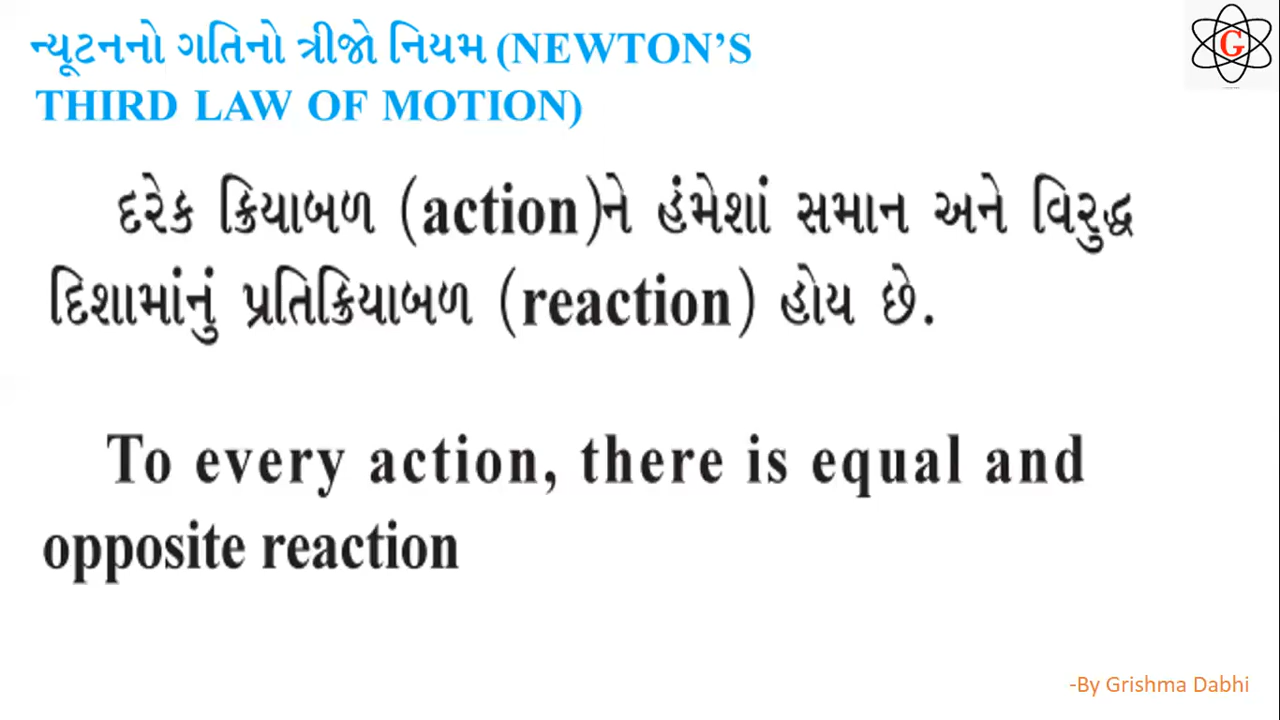 ન્યૂટનનો ગતિનો ત્રીજો નિયમ (NEWTON'S
THIRD LAW OF MOTION)
G
દરેક ક્રિયાબળ (action)ને હંમેશાં સમાન અને વિરુદ્ધ
દિશામાંનું પ્રતિક્રિયાબળ (reaction) હોય છે.
To every action, there is equal and
opposite reaction
-By Grishma Dabhi